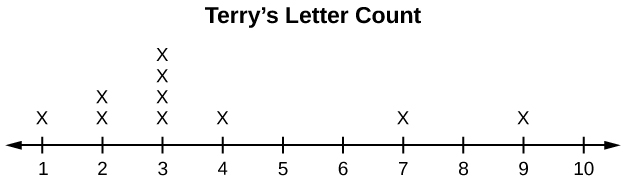 Terry’s Letter Count
X
X
X X
X X X X X X
1 2 3 4 5 6 7 8 9 10